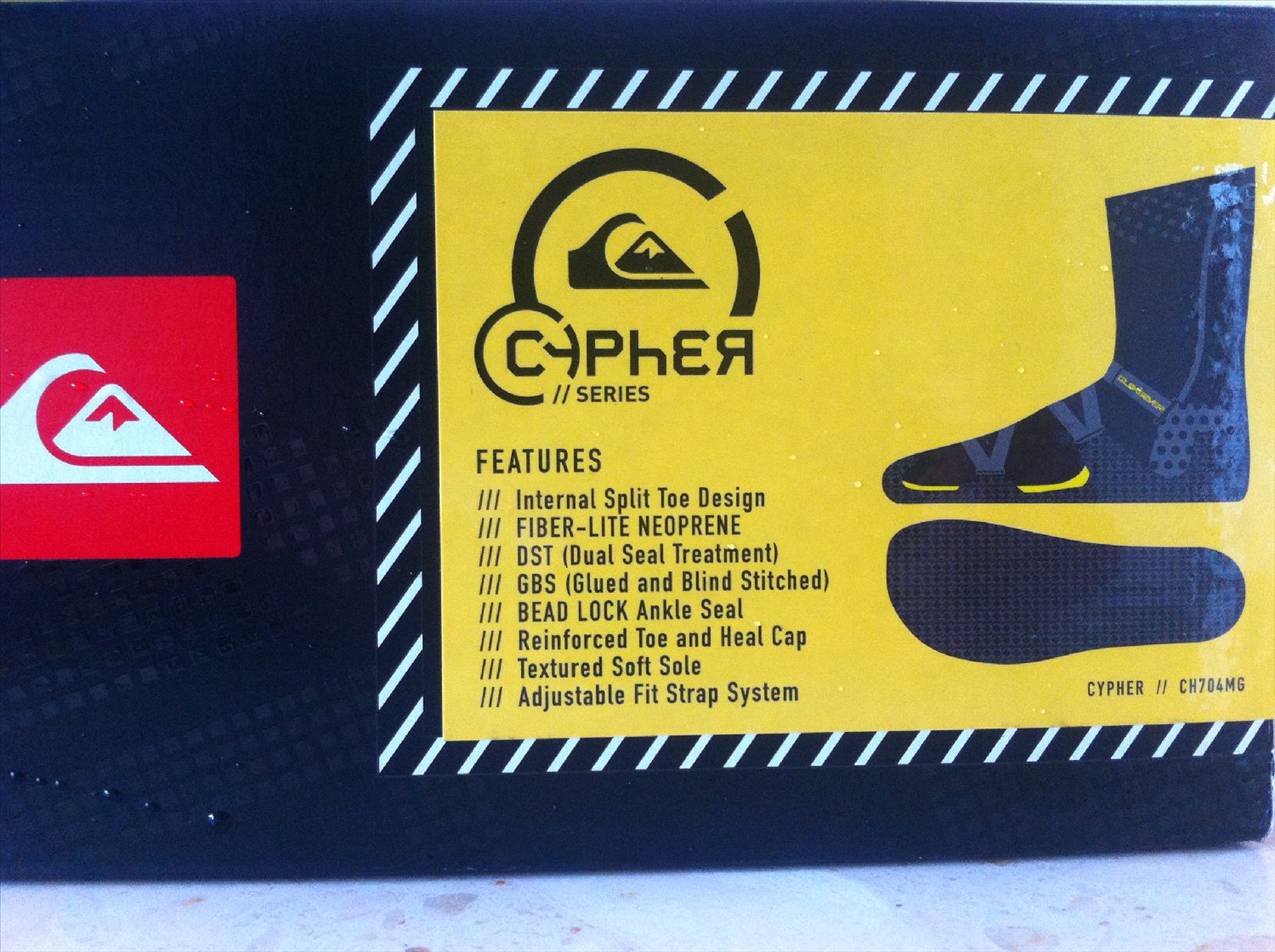 CYPHER
// SERIES
FEATURES
/// Internal Split Toe Design
/// FIBER-LITE NEOPRENE
/// DST (Dual Seal Treatment)
/// GBS (Glued and Blind Stitched)
/// BEAD LOCK Ankle Seal
/// Reinforced Toe and Heal Cap
/// Textured Soft Sole
/// Adjustable Fit Strap System
QUIKSILVER
CYPHER // CH704MG